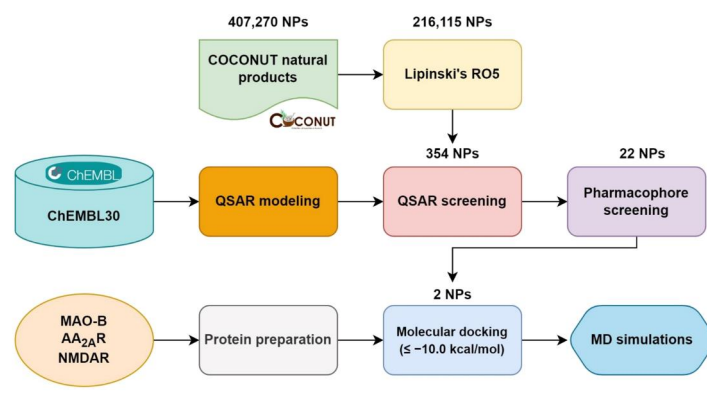 407,270 NPs
216,115 NPs
COCONUT natural
products
Lipinski's RO5
COCONUT
354 NPs
22 NPs
ChEMBL
ChEMBL30
QSAR modeling
QSAR screening
Pharmacophore
screening
2 NPs
MAO-B
AA2AR
NMDAR
Protein preparation
Molecular docking
(≤ −10.0 kcal/mol)
MD simulations